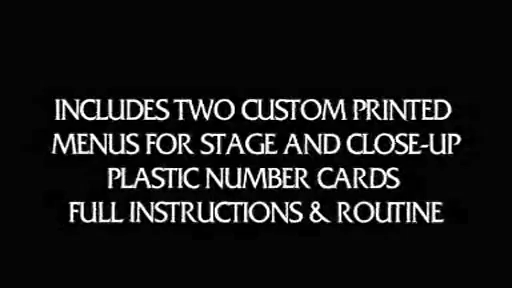 INCLUDES TWO CUSTOM PRINTED
MENUS FOR STAGE AND CLOSE-UP
PLASTIC NUMBER CARDS
FULL INSTRUCTIONS & ROUTINE